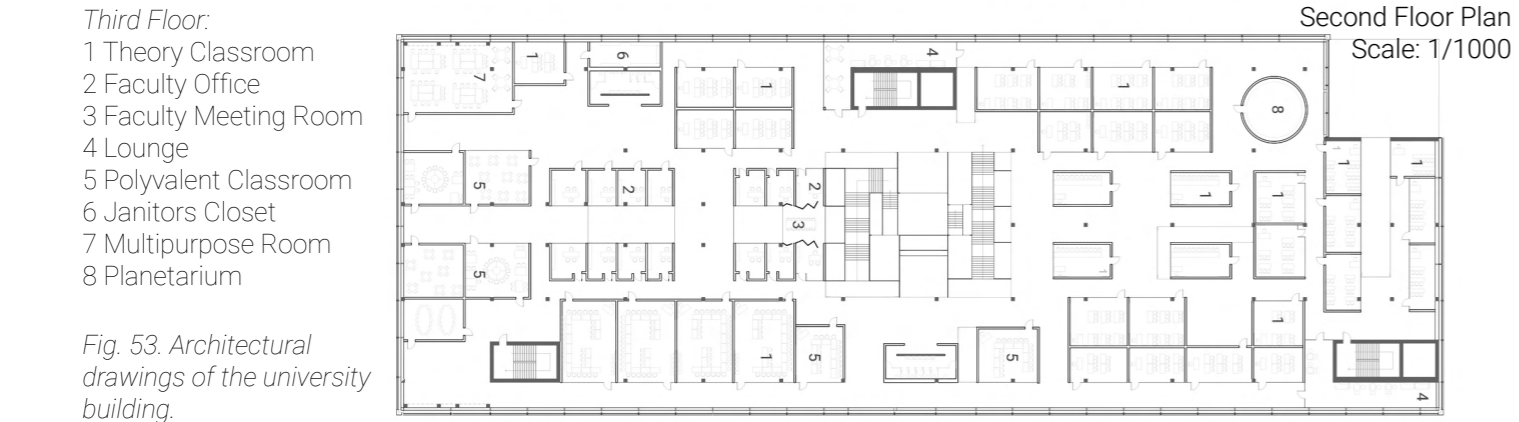 Third Floor:
1 Theory Classroom
2 Faculty Office
3 Faculty Meeting Room
4 Lounge
5 Polyvalent Classroom
6 Janitors Closet
7 Multipurpose Room
8 Planetarium
Fig. 53. Architectural
drawings of the university
building.
Second Floor Plan
Scale: 1/1000
7
1
6
1
4
1
8
5
2
2
3
1
1
1
1
5
1
1
5
5
1
1
4